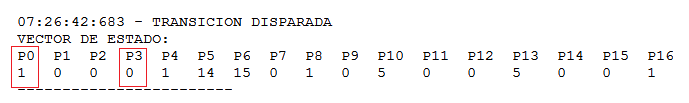 07:26:42:683 - TRANSICION DISPARADA
VECTOR DE ESTADO:
P0 P1 P2 P3 P4 P5 P6 P7 P8 P9 P10 P11 P12 P13 P14 P15 P16
1 0 0 0 1 14 15 0 1 0 5 0 0 5 0 0 1
------------------------